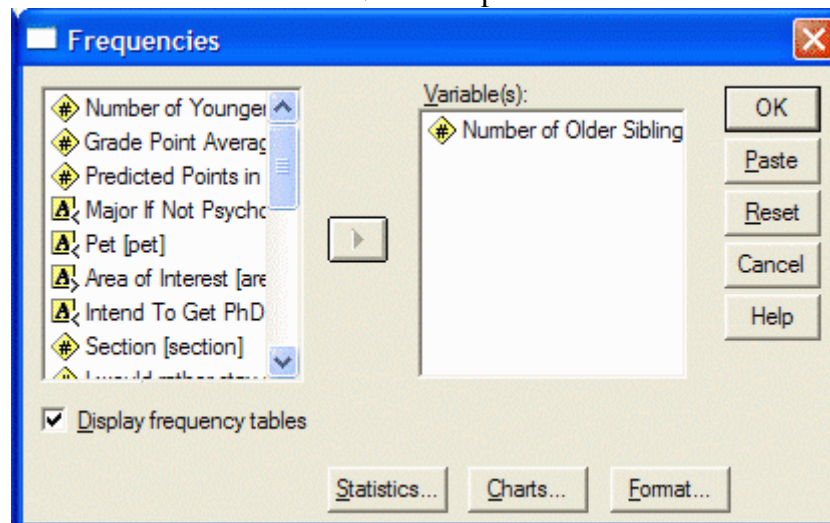 Frequencies
Number of Younger
Grade Point Averag
Predicted Points in
Major If Not Psycho
Pet [pet]
Area of Interest [are
Intend To Get PhD
Section [section]
Variable(s):
Number of Older Sibling
OK
Paste
Reset
Cancel
Help
Display frequency tables
Statistics...
Charts...
Format...